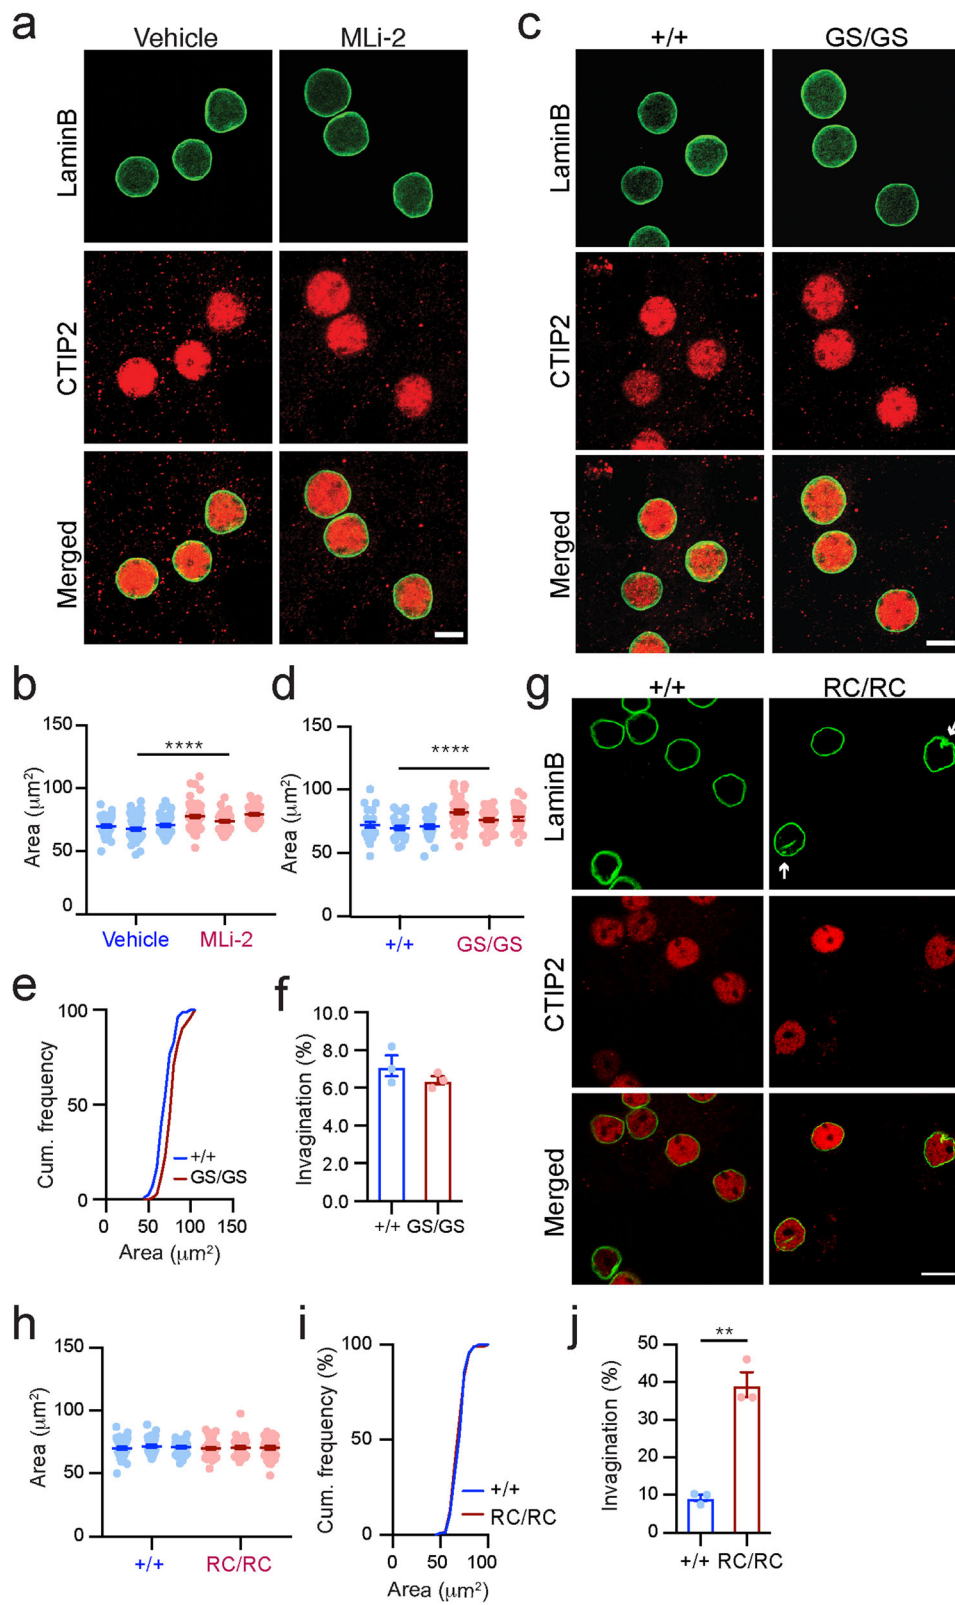 a
Vehicle
MLi-2
LaminB
CTIP2
Merged
c
+/+
GS/GS
LaminB
CTIP2
Merged
b
Area (μm²)
150
100
50
0
****
Vehicle
MLi-2
d
Area (μm²)
150
100
50
0
****
+/+
GS/GS
e
Cum. frequency
100
50
0
+/+
GS/GS
0
50
100
150
Area (μm²)
f
Invagination (%)
10.0
8.0
6.0
4.0
2.0
0.0
+/+
GS/GS
g
+/+
RC/RC
LaminB
CTIP2
Merged
h
Area (μm²)
150
100
50
0
+/+
RC/RC
i
Cum. frequency (%)
100
50
0
+/+
RC/RC
0
50
100
Area (μm²)
j
Invagination (%)
50
40
30
20
10
0
**
+/+
RC/RC